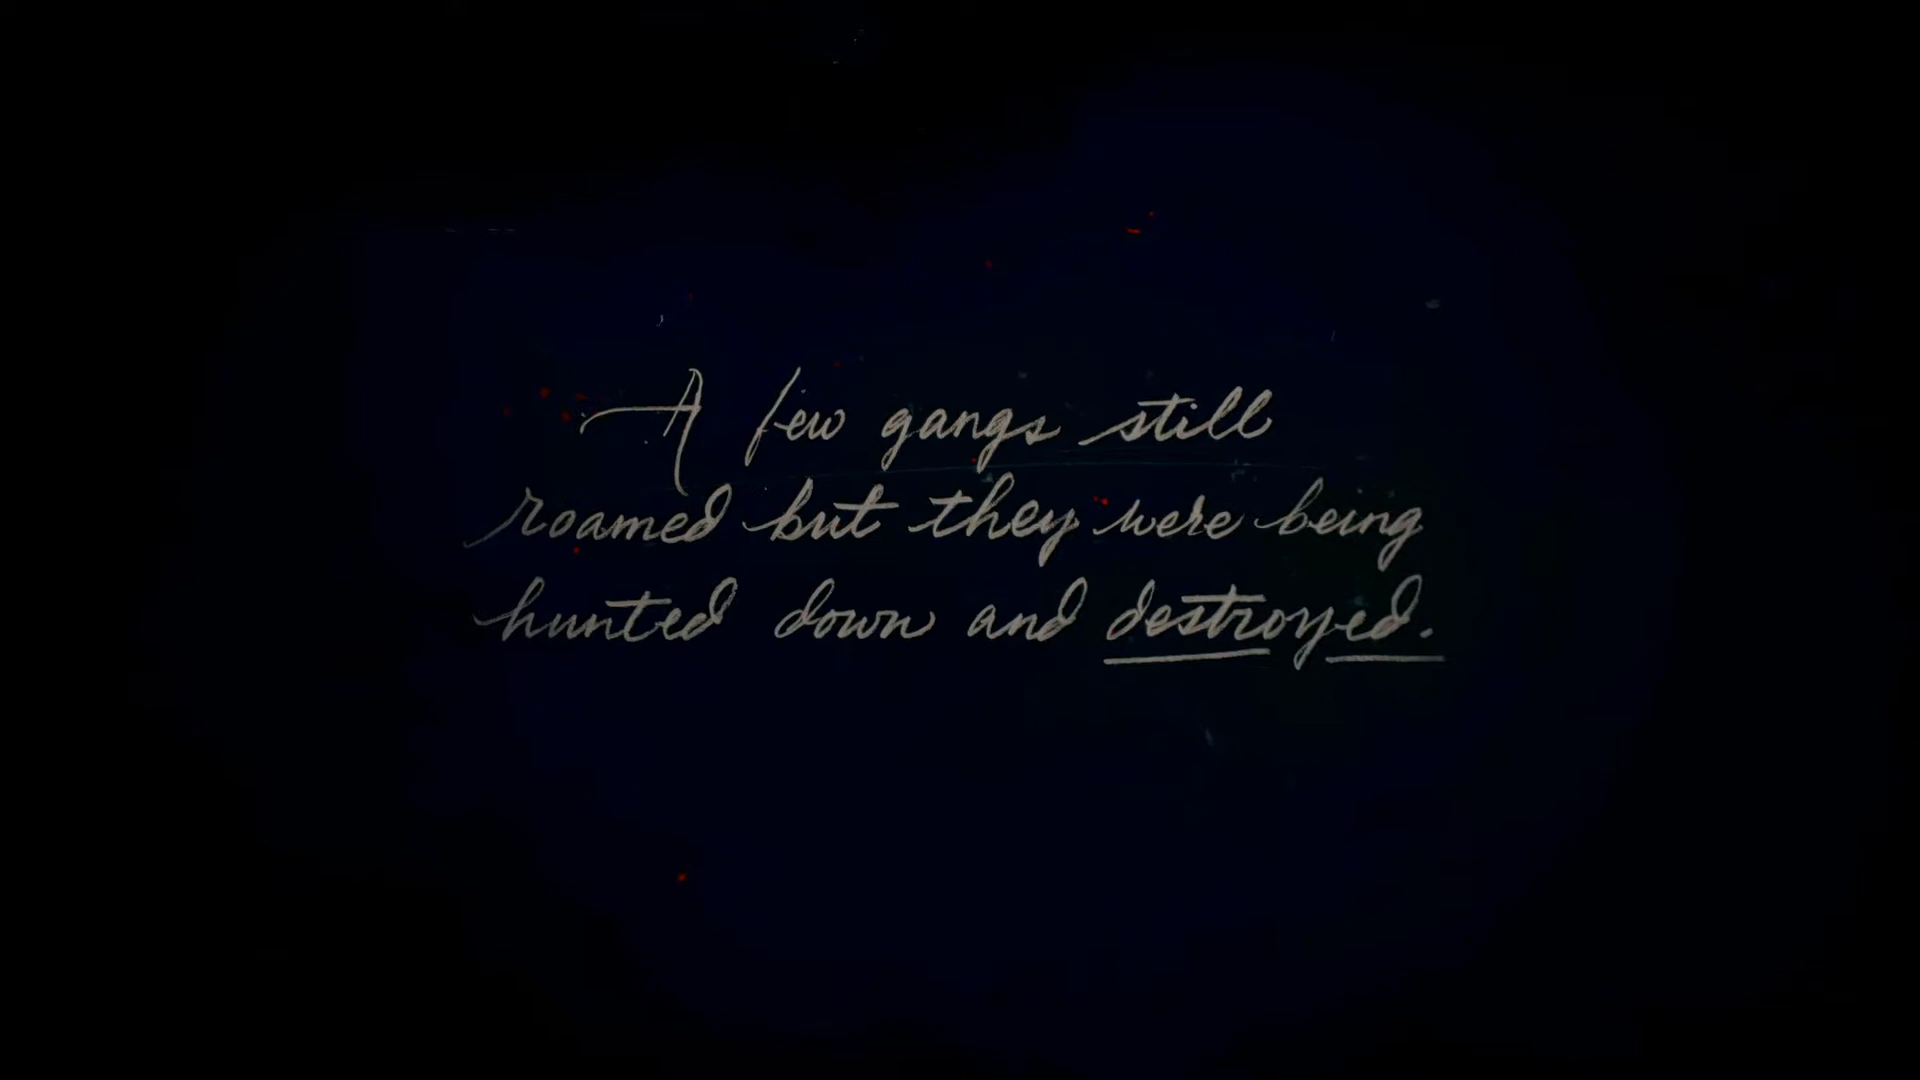 A few gangs still
roamed but they were being
hunted down and destroyed.